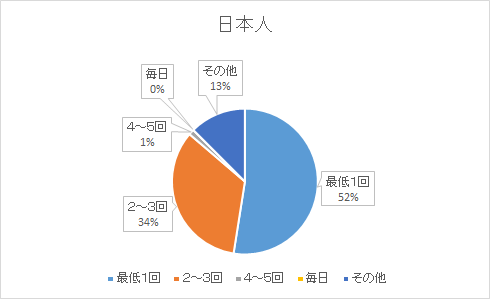 日本人
毎日
0%
その他
13%
4～5回
1%
最低1回
52%
2～3回
34%
最低1回 2～3回 4～5回 毎日 その他